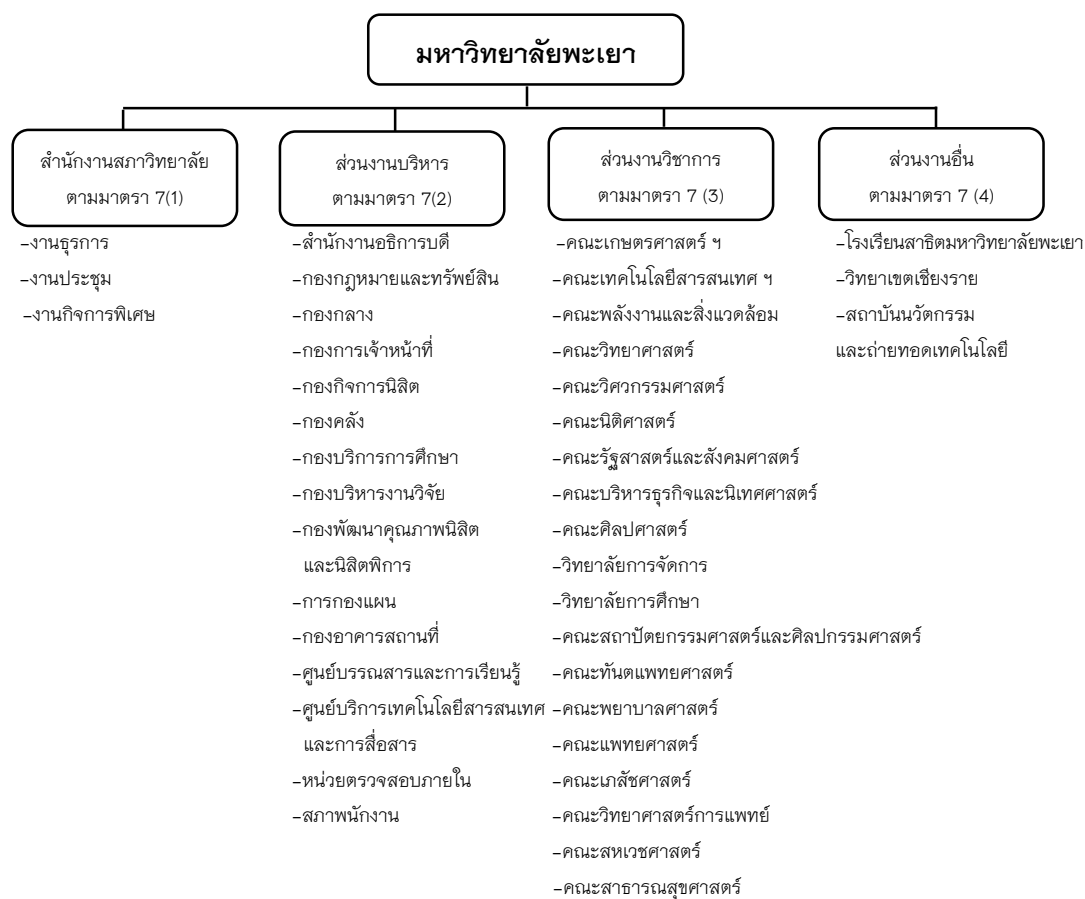 มหาวิทยาลัยพะเยา
สำนักงานสภาวิทยาลัย
ตามมาตรา 7(1)
-งานธุรการ
-งานประชุม
-งานกิจการพิเศษ
ส่วนงานบริหาร
ตามมาตรา 7(2)
-สำนักงานอธิการบดี
-กองกฎหมายและทรัพย์สิน
-กองกลาง
-กองการเจ้าหน้าที่
-กองกิจการนิสิต
-กองคลัง
-กองบริการการศึกษา
-กองบริหารงานวิจัย
-กองพัฒนาคุณภาพนิสิต
และนิสิตพิการ
-การกองแผน
-กองอาคารสถานที่
-ศูนย์บรรณสารและการเรียนรู้
-ศูนย์บริการเทคโนโลยีสารสนเทศ
และการสื่อสาร
-หน่วยตรวจสอบภายใน
-สภาพนักงาน
ส่วนงานวิชาการ
ตามมาตรา 7 (3)
-คณะเกษตรศาสตร์ ฯ
-คณะเทคโนโลยีสารสนเทศ ฯ
-คณะพลังงานและสิ่งแวดล้อม
-คณะวิทยาศาสตร์
-คณะวิศวกรรมศาสตร์
-คณะนิติศาสตร์
-คณะรัฐสาสตร์และสังคมศาสตร์
-คณะบริหารธุรกิจและนิเทศศาสตร์
-คณะศิลปศาสตร์
-วิทยาลัยการจัดการ
-วิทยาลัยการศึกษา
-คณะสถาปัตยกรรมศาสตร์และศิลปกรรมศาสตร์
-คณะทันตแพทยศาสตร์
-คณะพยาบาลศาสตร์
-คณะแพทยศาสตร์
-คณะเภสัชศาสตร์
-คณะวิทยาศาสตร์การแพทย์
-คณะสหเวชศาสตร์
-คณะสาธารณสุขศาสตร์
ส่วนงานอื่น
ตามมาตรา 7 (4)
-โรงเรียนสาธิตมหาวิทยาลัยพะเยา
-วิทยาเขตเชียงราย
-สถาบันนวัตกรรม
และถ่ายทอดเทคโนโลยี